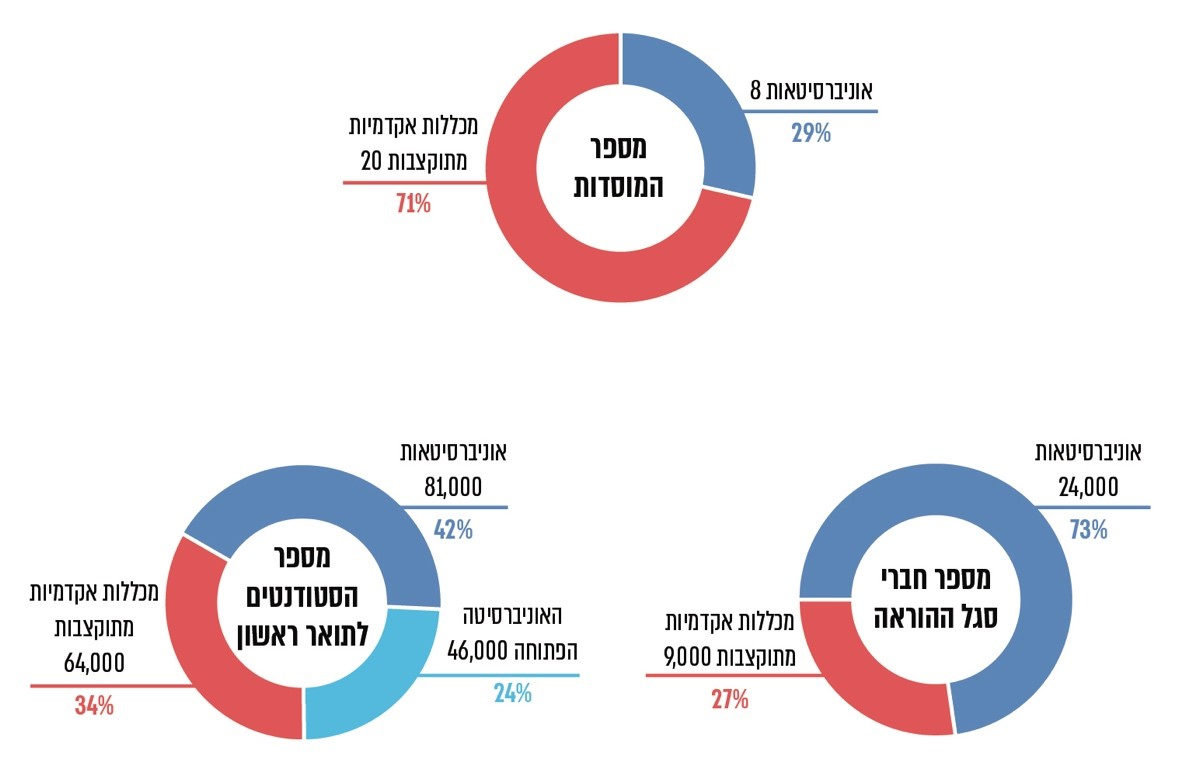 מספר
המוסדות
אוניברסיטאות 8
29%
מכללות אקדמיות
מתוקצבות 20
71%
מספר חברי
סגל ההוראה
אוניברסיטאות
24,000
73%
מכללות אקדמיות
מתוקצבות 9,000
27%
מספר
הסטודנטים
לתואר ראשון
אוניברסיטאות
81,000
42%
האוניברסיטה
הפתוחה 46,000
24%
מכללות אקדמיות
מתוקצבות
64,000
34%